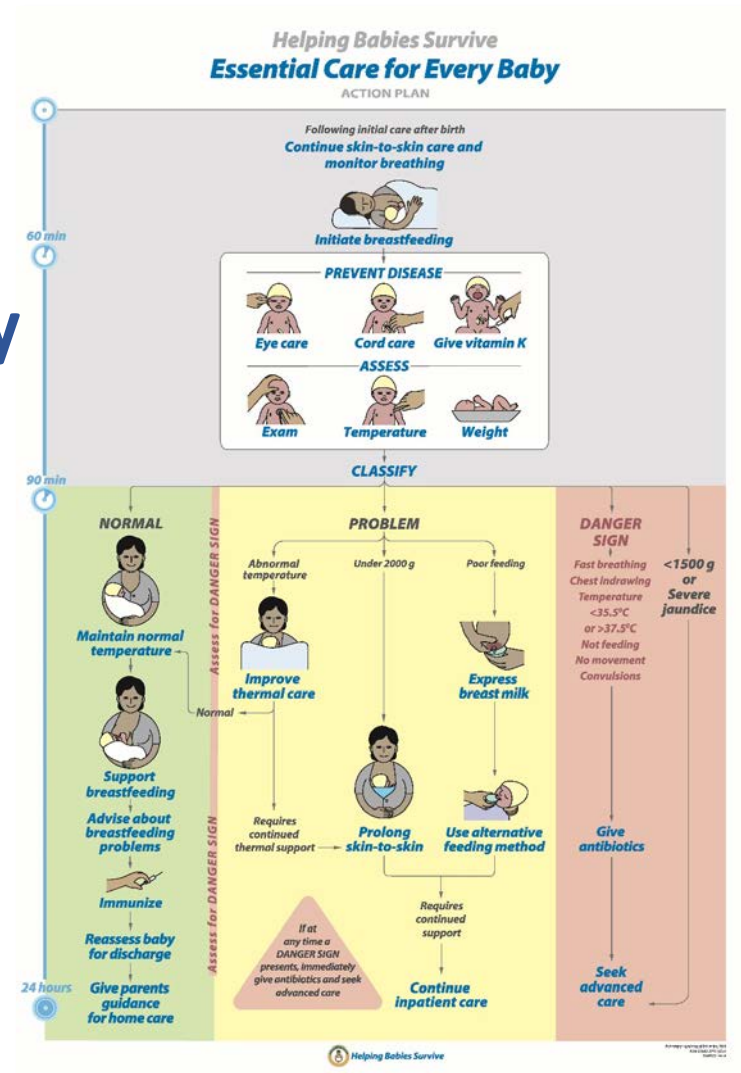 Helping Babies Survive
Essential Care for Every Baby
ACTION PLAN
Following initial care after birth
Continue skin-to-skin care and
monitor breathing
Initiate breastfeeding
60 min
y
PREVENT DISEASE
Eye care
Cord care
Give vitamin K
ASSESS
Exam
Temperature
Weight
CLASSIFY
90 min
NORMAL
Maintain normal
temperature
Support
breastfeeding
Advise about
breastfeeding
problems
Immunize
Reassess baby
for discharge
Give parents
guidance
for home care
24 hours
Assess for DANGER SIGN
Assess for DANGER SIGN
PROBLEM
Abnormal
temperature
Improve
thermal care
Normal
Requires
continued
thermal support
Under 2000 g
Prolong
skin-to-skin
Poor feeding
Express
breast milk
Use alternative
feeding method
Requires
continued
support
Continue
inpatient care
If at
any time a
DANGER SIGN
presents, immediately
give antibiotics and seek
advanced care
DANGER
SIGN
Fast breathing
Chest indrawing
Temperature
<35.5ºC
or >37.5ºC
Not feeding
No movement
Convulsions
Give
antibiotics
Seek
advanced
care
<1500 g
or
Severe
jaundice
Helping Babies Survive